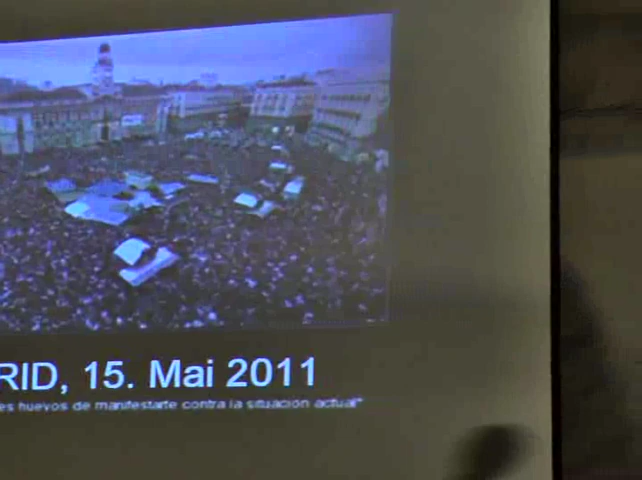 RID, 15. Mai 2011
es huevos de manifestarte contra la situación actual"